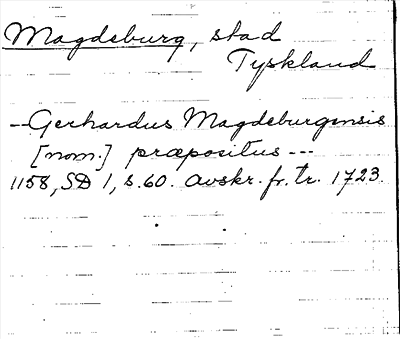 Magdeburg, stad
Tyskland
--Gerhardus Magdeburgensis
[nom.] præpositus ---
1158, SD 1, s. 60. avskr. fr. tr. 1723.